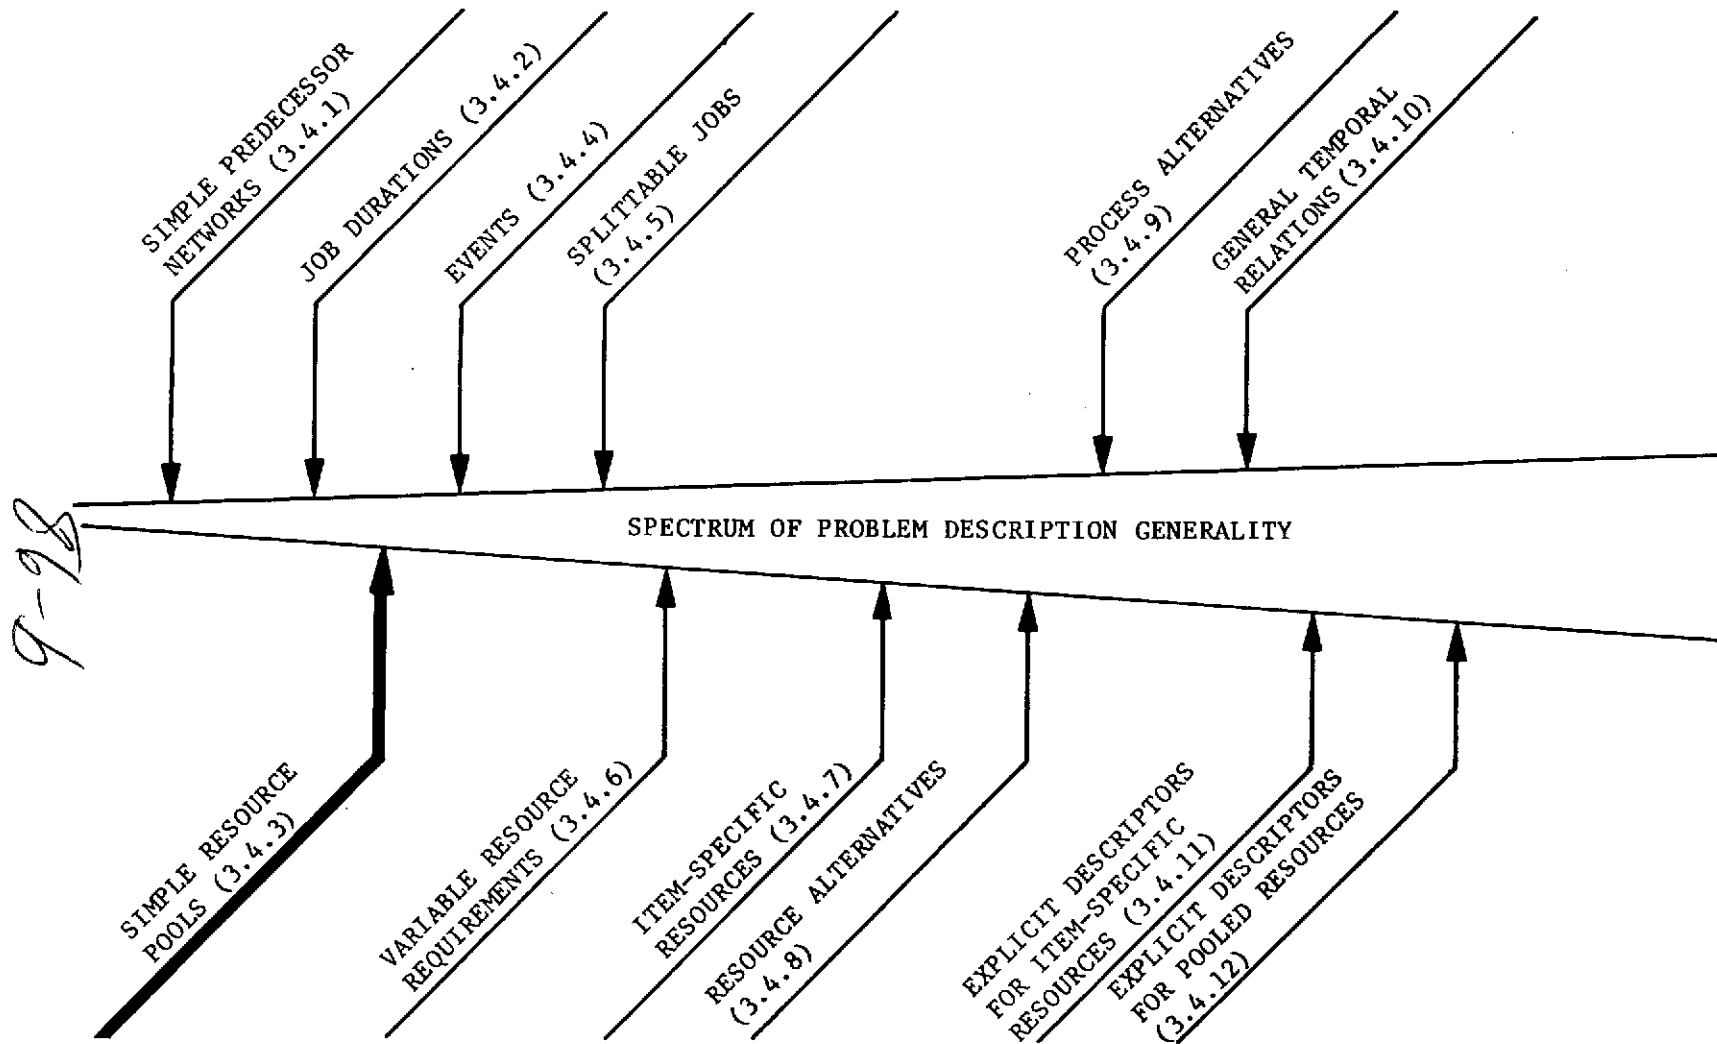 SIMPLE PREDECESSOR
NETWORKS (3.4.1)
JOB DURATIONS (3.4.2)
EVENTS (3.4.4)
SPLITTABLE JOBS
(3.4.5)
PROCESS ALTERNATIVES
(3.4.9)
GENERAL TEMPORAL
RELATIONS (3.4.10)
SPECTRUM OF PROBLEM DESCRIPTION GENERALITY
9-98
SIMPLE RESOURCE
POOLS (3.4.3)
VARIABLE RESOURCE
REQUIREMENTS (3.4.6)
ITEM-SPECIFIC
RESOURCES (3.4.7)
RESOURCE ALTERNATIVES
(3.4.8)
EXPLICIT DESCRIPTORS
FOR ITEM-SPECIFIC
RESOURCES (3.4.11)
EXPLICIT DESCRIPTORS
FOR POOLED RESOURCES
(3.4.12)